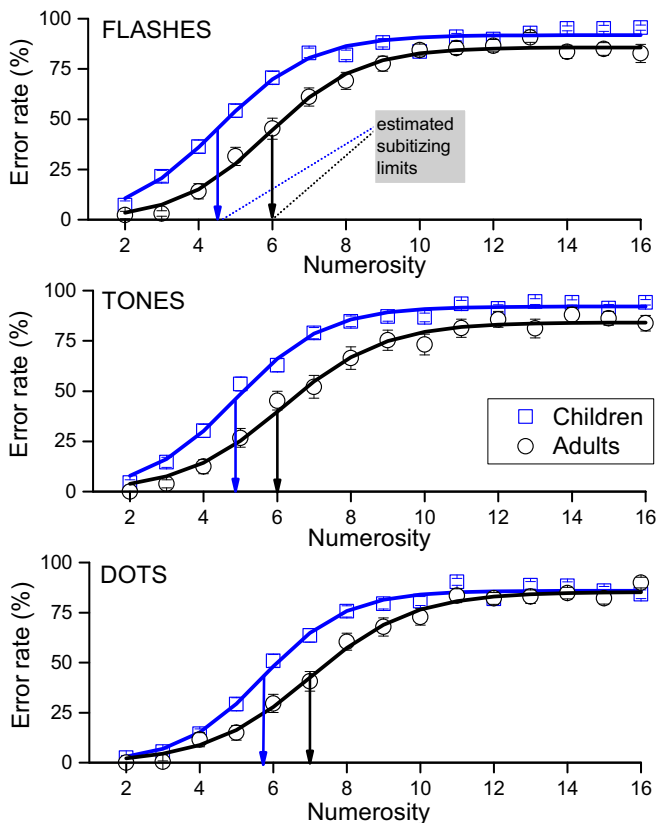 FLASHES
Error rate (%)
100
75
50
25
0
estimated
subitizing
limits
2 4 6 8 10 12 14 16
Numerosity
TONES
Error rate (%)
100
75
50
25
0
Children
Adults
2 4 6 8 10 12 14 16
Numerosity
DOTS
Error rate (%)
100
75
50
25
0
2 4 6 8 10 12 14 16
Numerosity